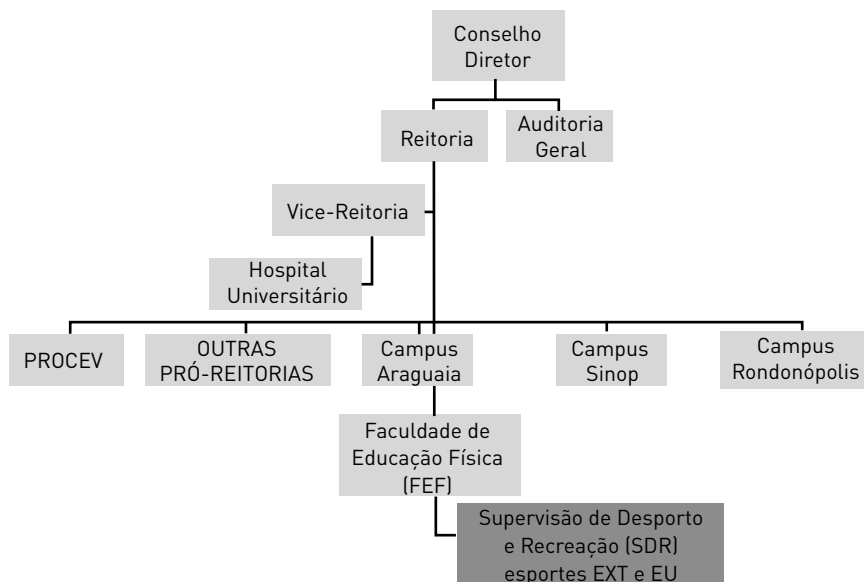 Conselho
Diretor
Reitoria
Auditoria
Geral
Vice-Reitoria
Hospital
Universitário
PROCEV
OUTRAS
PRÓ-REITORIAS
Campus
Araguaia
Campus
Sinop
Campus
Rondonópolis
Faculdade de
Educação Física
(FEF)
Supervisão de Desporto
e Recreação (SDR)
esportes EXT e EU